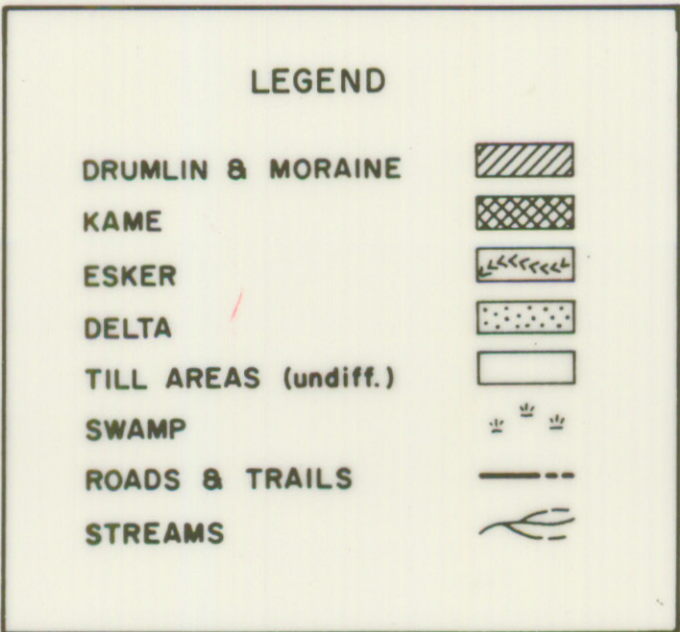 LEGEND
DRUMLIN & MORAINE
KAME
ESKER
DELTA
TILL AREAS (undiff.)
SWAMP
ROADS & TRAILS
STREAMS